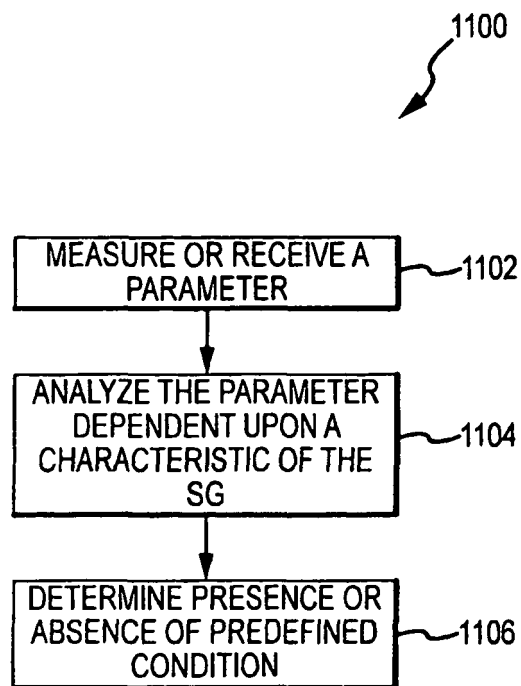 1100
MEASURE OR RECEIVE A
PARAMETER
1102
ANALYZE THE PARAMETER
DEPENDENT UPON A
CHARACTERISTIC OF THE
SG
1104
DETERMINE PRESENCE OR
ABSENCE OF PREDEFINED
CONDITION
1106